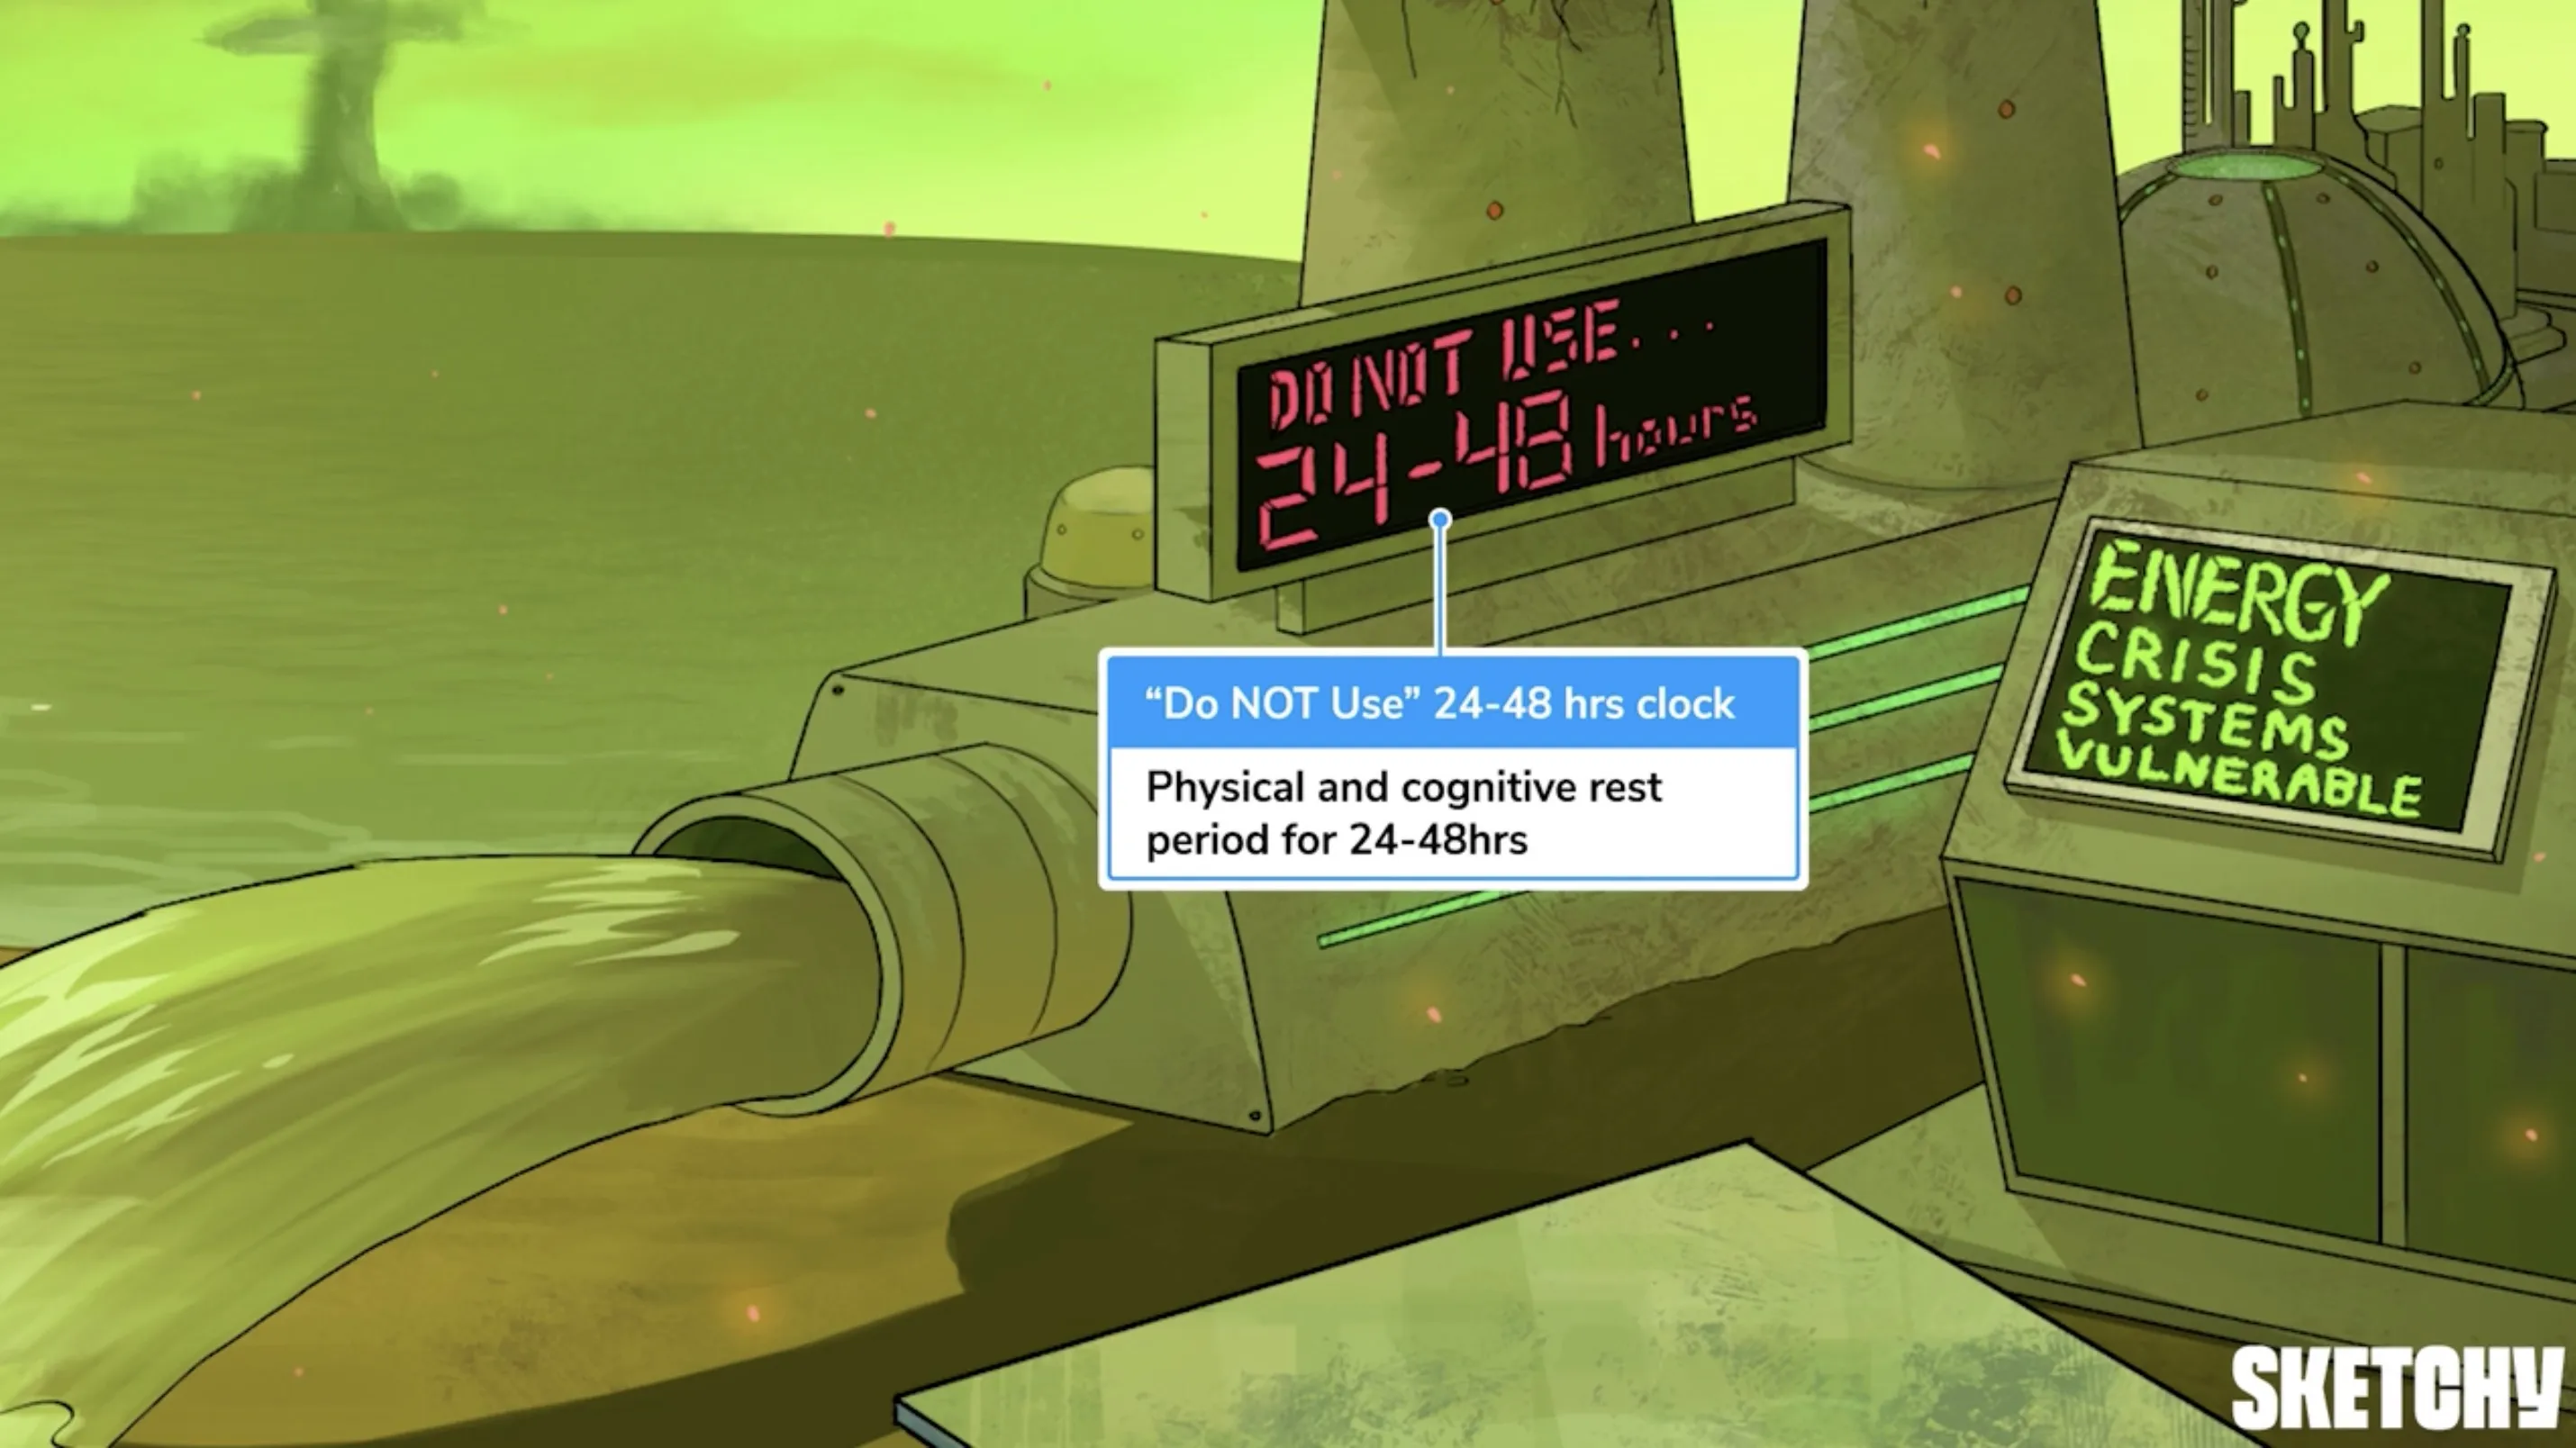 DO NOT USE...
24-48 hours
“Do NOT Use” 24-48 hrs clock
Physical and cognitive rest
period for 24-48hrs
ENERGY
CRISIS
SYSTEMS
VULNERABLE
SKETCHY